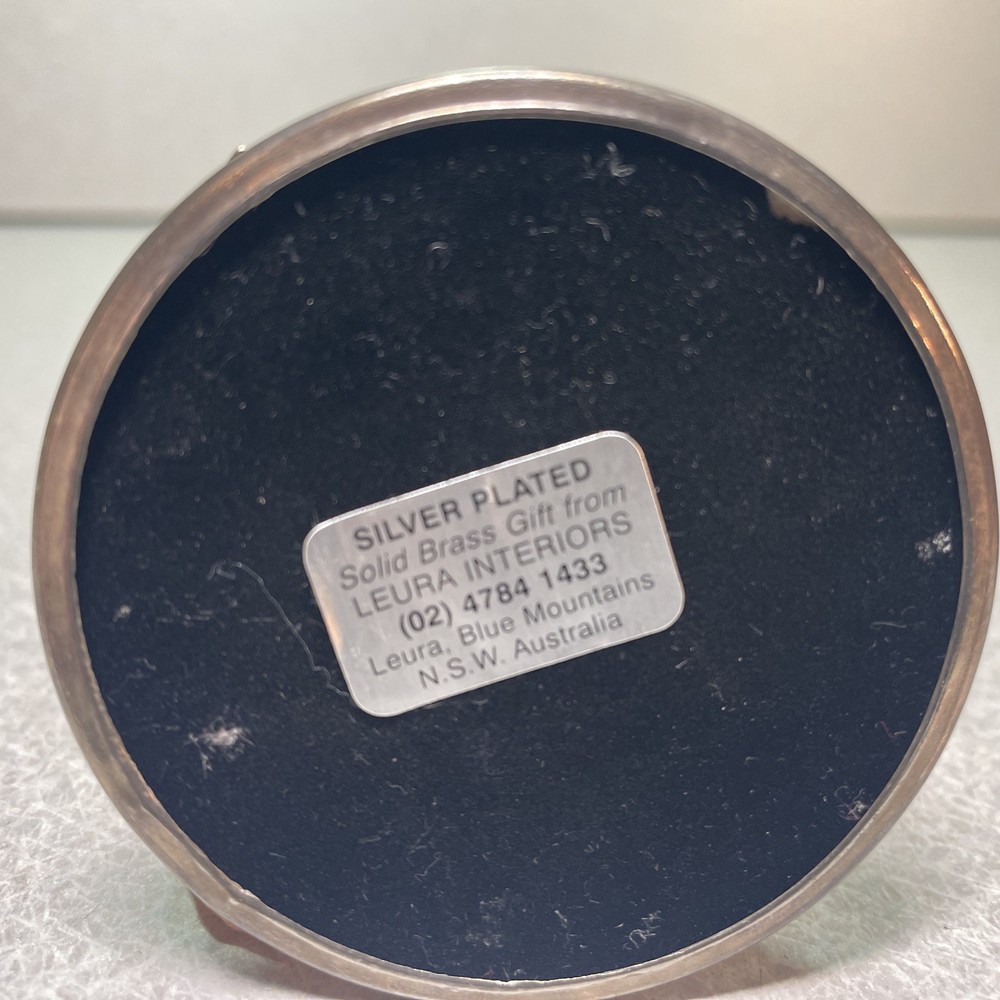 SILVER PLATED
Solid Brass Gift from
LEURA INTERIORS
(02) 4784 1433
Leura, Blue Mountains
N.S.W. Australia